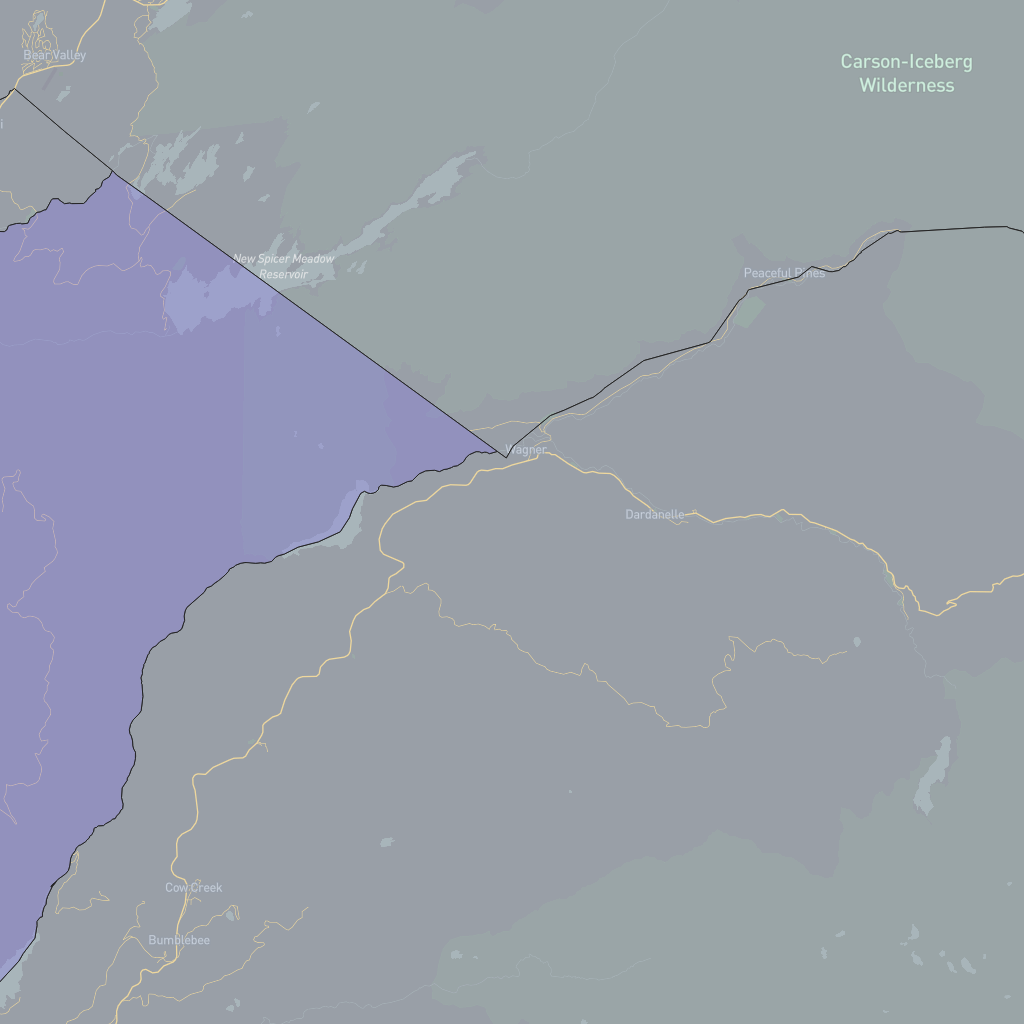 Bear Valley
Carson-Iceberg
Wilderness
i
New Spicer Meadow
Reservoir
Peaceful Pines
Wagner
Dardanelle
Cow Creek
Bumblebee